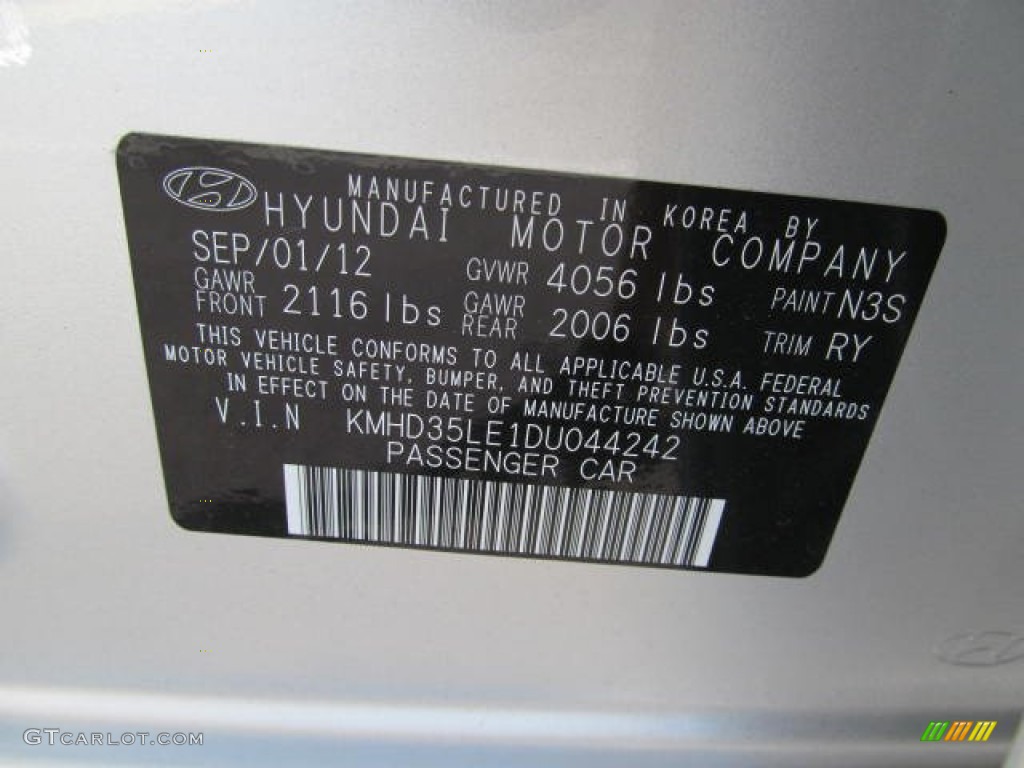 MANUFACTURED IN KOREA BY
HYUNDAI MOTOR COMPANY
SEP/01/12 GVWR 4056 lbs PAINT N3S
GAWR FRONT 2116 lbs GAWR REAR 2006 lbs TRIM RY
THIS VEHICLE CONFORMS TO ALL APPLICABLE U.S.A. FEDERAL
MOTOR VEHICLE SAFETY, BUMPER, AND THEFT PREVENTION STANDARDS
IN EFFECT ON THE DATE OF MANUFACTURE SHOWN ABOVE
V.I.N KMHD35LE1DU044242
PASSENGER CAR
GTCARLOT.COM